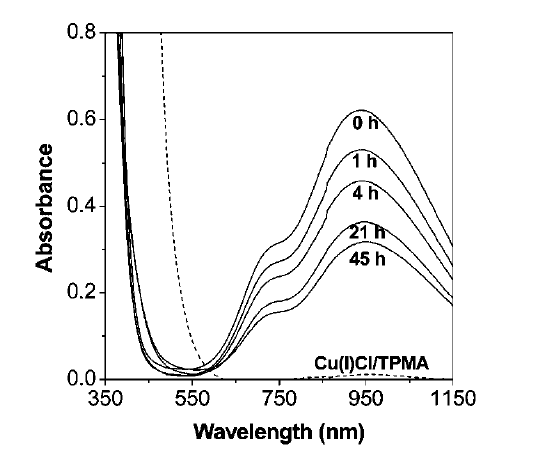 0.8
0.6
0.4
0.2
0.0
Absorbance
0 h
1 h
4 h
21 h
45 h
Cu(I)Cl/TPMA
350 550 750 950 1150
Wavelength (nm)